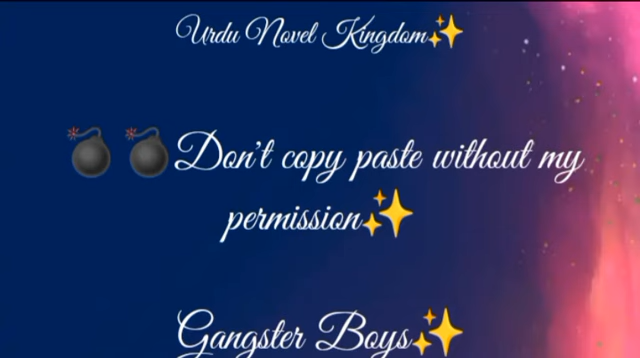 Urdu Novel Kingdom✨
💣 💣Don't copy paste without my
permission✨
Gangster Boys✨